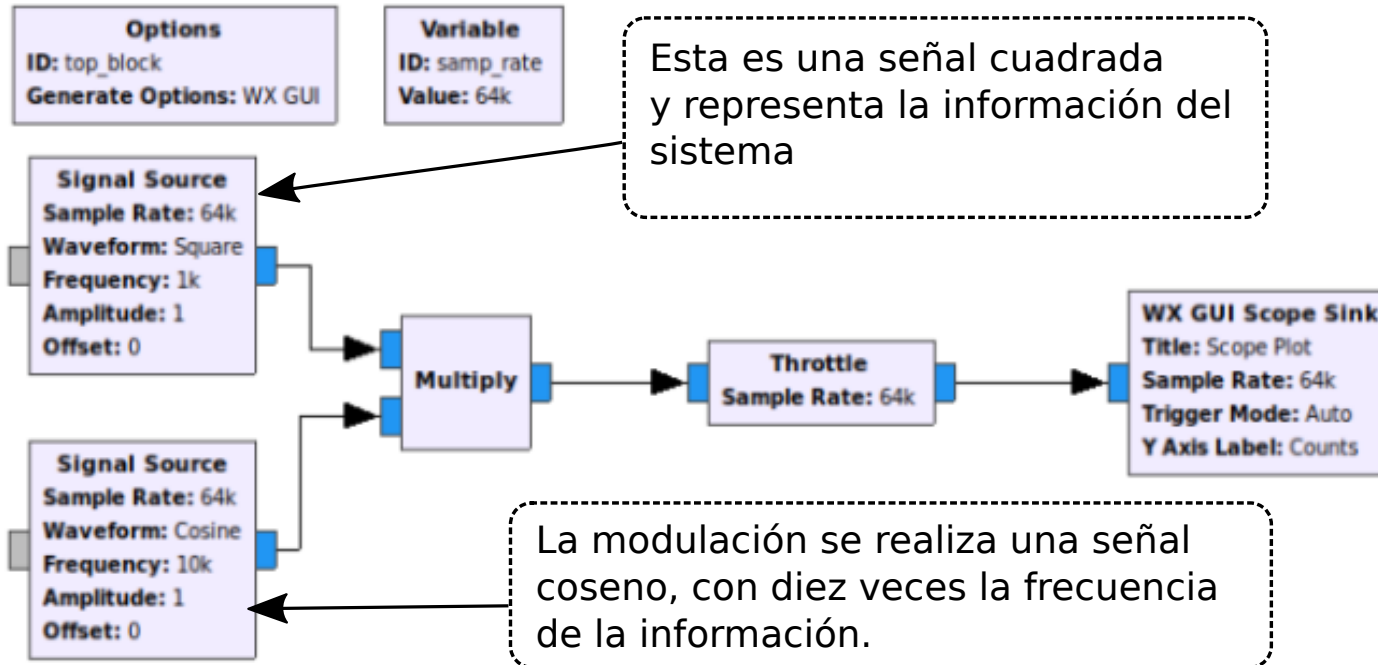 Options
ID: top_block
Generate Options: WX GUI
Variable
ID: samp_rate
Value: 64k
Esta es una señal cuadrada
y representa la información del
sistema
Signal Source
Sample Rate: 64k
Waveform: Square
Frequency: 1k
Amplitude: 1
Offset: 0
Multiply
Throttle
Sample Rate: 64k
WX GUI Scope Sink
Title: Scope Plot
Sample Rate: 64k
Trigger Mode: Auto
Y Axis Label: Counts
Signal Source
Sample Rate: 64k
Waveform: Cosine
Frequency: 10k
Amplitude: 1
Offset: 0
La modulación se realiza una señal
coseno, con diez veces la frecuencia
de la información.